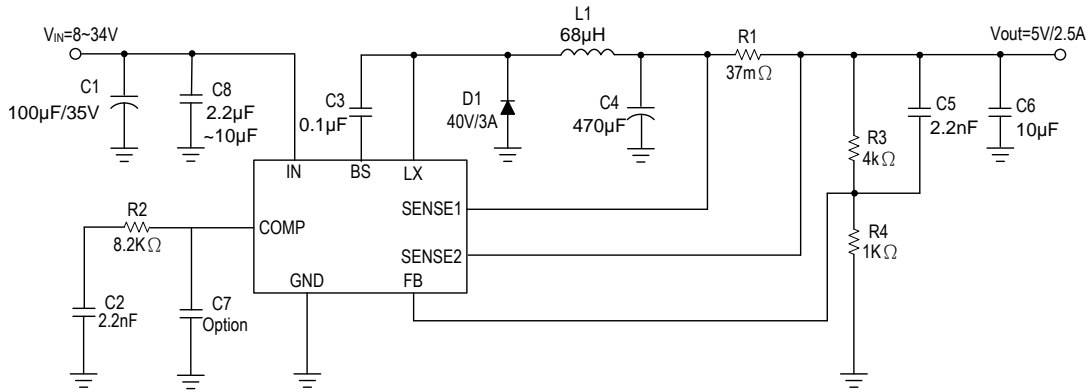 L1
68µH
VIN=8~34V
Vout=5V/2.5A
R1
37mΩ
C1
100µF/35V
C8
2.2µF
~10µF
C3
0.1µF
D1
40V/3A
C4
470µF
C5
2.2nF
C6
10µF
R3
4kΩ
IN
BS
LX
SENSE1
R2
8.2KΩ
COMP
R4
1KΩ
SENSE2
GND
FB
C2
2.2nF
C7
Option